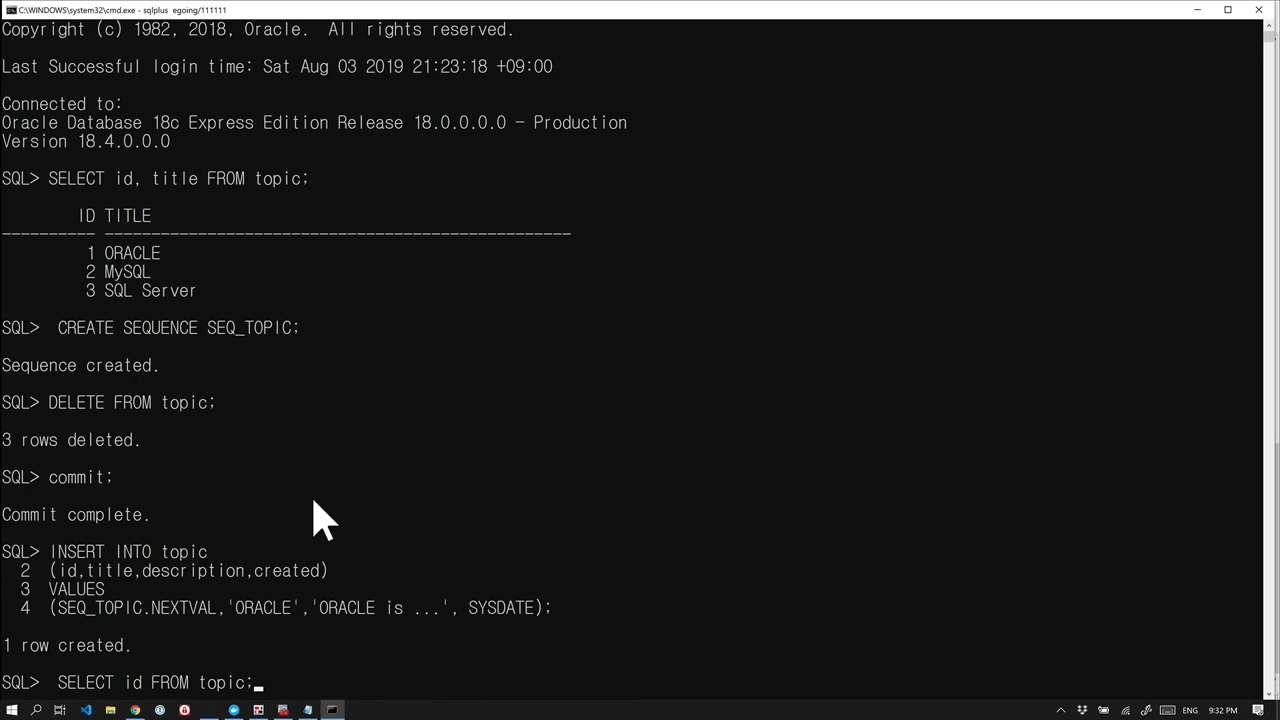 C:\WINDOWS\system32\cmd.exe - sqlplus  egoing/111111
Copyright (c) 1982, 2018, Oracle.  All rights reserved.
Last Successful login time: Sat Aug 03 2019 21:23:18 +09:00
Connected to:
Oracle Database 18c Express Edition Release 18.0.0.0.0 - Production
Version 18.4.0.0.0
SQL> SELECT id, title FROM topic;
        ID TITLE
---------- --------------------------------------------------
         1 ORACLE
         2 MySQL
         3 SQL Server
SQL>  CREATE SEQUENCE SEQ_TOPIC;
Sequence created.
SQL> DELETE FROM topic;
3 rows deleted.
SQL> commit;
Commit complete.
SQL> INSERT INTO topic
  2  (id,title,description,created)
  3  VALUES
  4  (SEQ_TOPIC.NEXTVAL,'ORACLE','ORACLE is ...', SYSDATE);
1 row created.
SQL>  SELECT id FROM topic;
ENG
9:32 PM